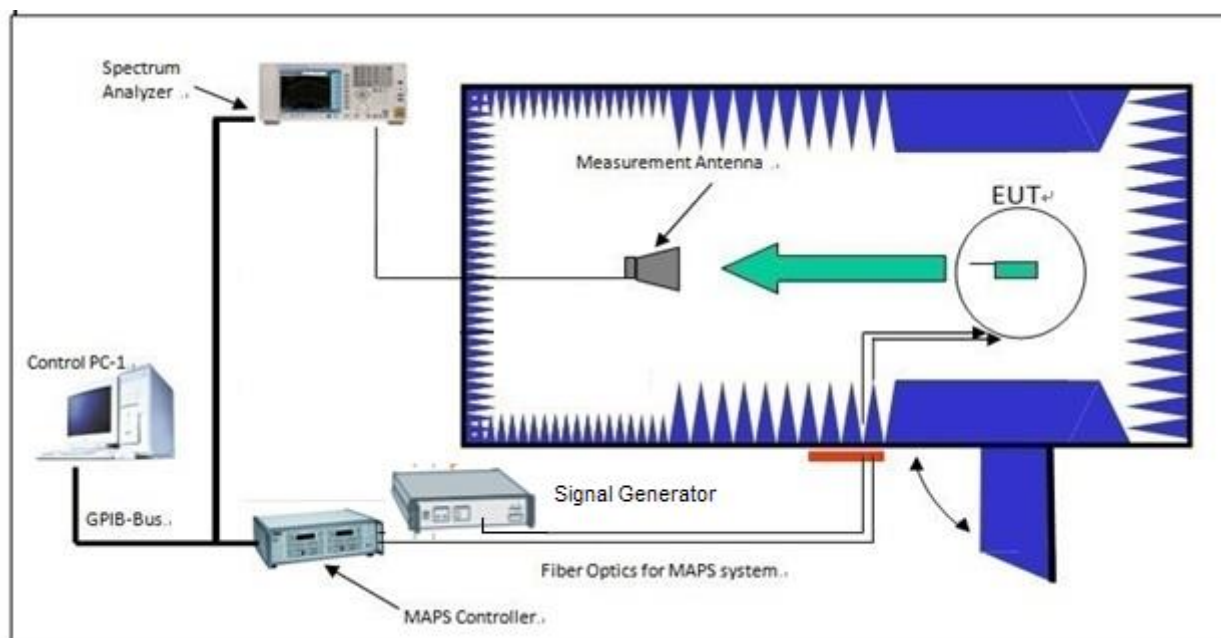 Spectrum
Analyzer
Measurement Antenna
EUT
Control PC-1
Signal Generator
GPIB-Bus
Fiber Optics for MAPS system
MAPS Controller